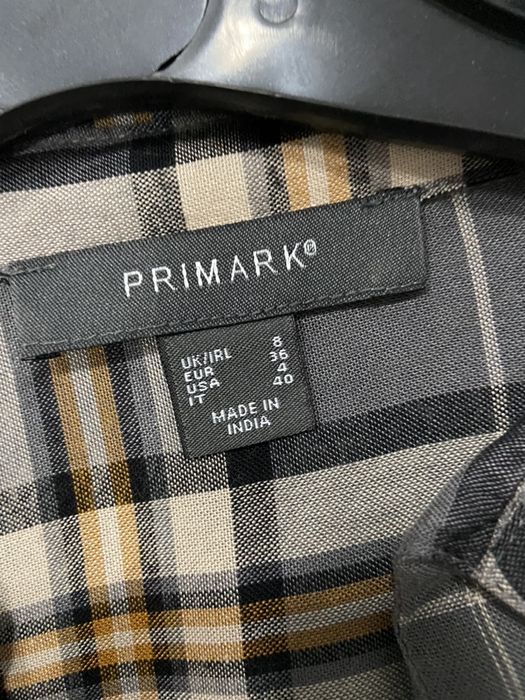 PRIMARK®
UK/IRL 8
EUR 36
USA 4
IT 40
MADE IN
INDIA